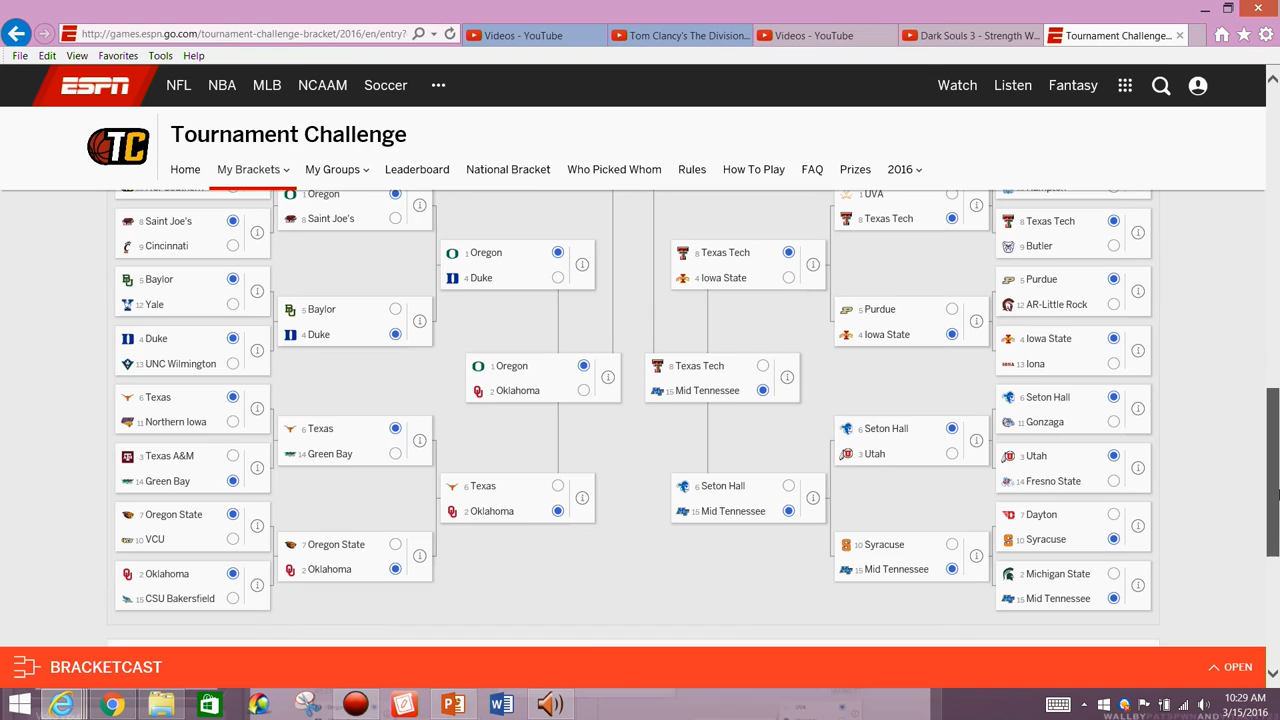 http://games.espn.go.com/tournament-challenge-bracket/2016/en/entry?
Videos - YouTube
Tom Clancy's The Division...
Videos - YouTube
Dark Souls 3 - Strength W...
Tournament Challenge...
File Edit View Favorites Tools Help
ESPN NFL NBA MLB NCAAM Soccer ••• Watch Listen Fantasy
TC Tournament Challenge
Home My Brackets My Groups Leaderboard National Bracket Who Picked Whom Rules How To Play FAQ Prizes 2016
1 Oregon
8 Saint Joe's
1 UVA
8 Texas Tech
8 Saint Joe's
9 Cincinnati
8 Texas Tech
9 Butler
1 Oregon
4 Duke
8 Texas Tech
4 Iowa State
5 Baylor
12 Yale
5 Purdue
12 AR-Little Rock
5 Baylor
4 Duke
5 Purdue
4 Iowa State
4 Duke
13 UNC Wilmington
4 Iowa State
13 Iona
1 Oregon
2 Oklahoma
8 Texas Tech
15 Mid Tennessee
6 Texas
11 Northern Iowa
6 Seton Hall
11 Gonzaga
6 Texas
14 Green Bay
6 Seton Hall
3 Utah
3 Texas A&M
14 Green Bay
3 Utah
14 Fresno State
6 Texas
2 Oklahoma
6 Seton Hall
15 Mid Tennessee
7 Oregon State
10 VCU
7 Dayton
10 Syracuse
7 Oregon State
2 Oklahoma
10 Syracuse
15 Mid Tennessee
2 Oklahoma
15 CSU Bakersfield
2 Michigan State
15 Mid Tennessee
BRACKETCAST OPEN
10:29 AM
3/15/2016